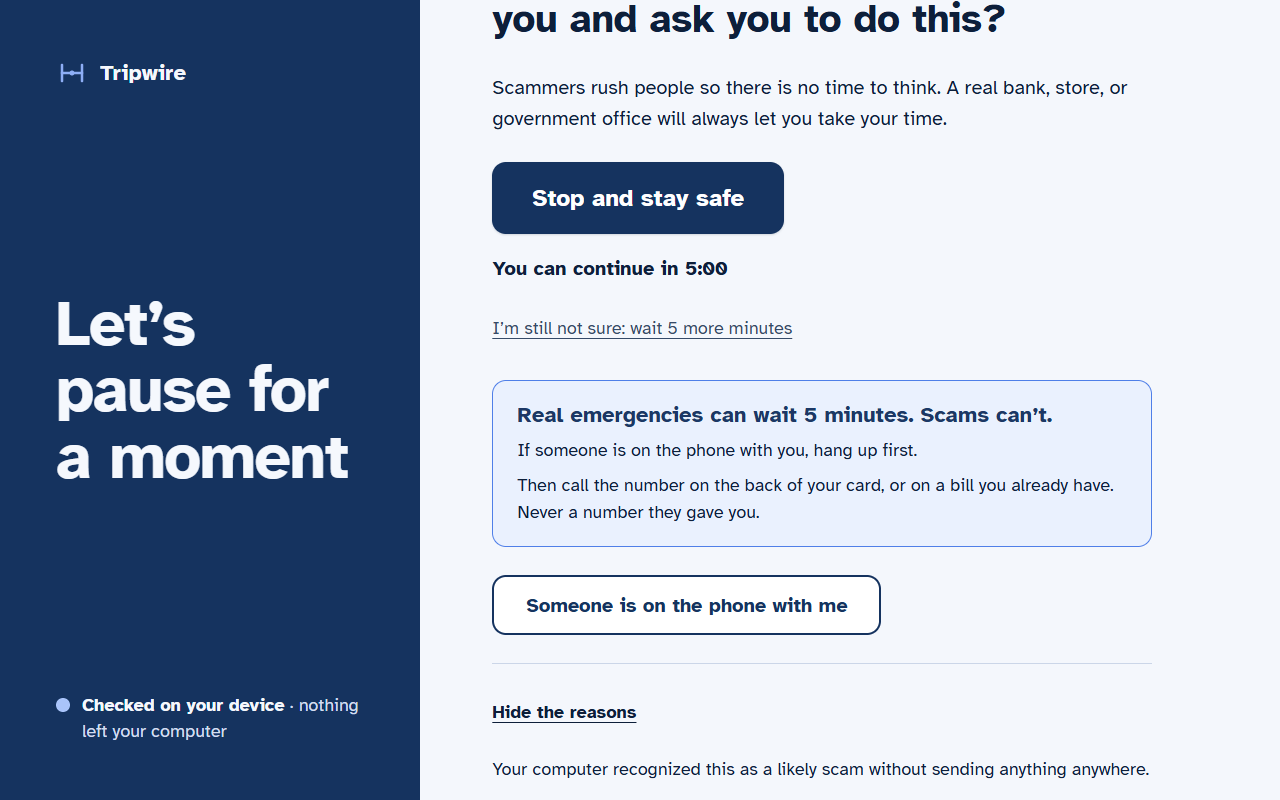 Tripwire
Let’s
pause for
a moment
Checked on your device · nothing
left your computer
you and ask you to do this?
Scammers rush people so there is no time to think. A real bank, store, or
government office will always let you take your time.
Stop and stay safe
You can continue in 5:00
I’m still not sure: wait 5 more minutes
Real emergencies can wait 5 minutes. Scams can’t.
If someone is on the phone with you, hang up first.
Then call the number on the back of your card, or on a bill you already have.
Never a number they gave you.
Someone is on the phone with me
Hide the reasons
Your computer recognized this as a likely scam without sending anything anywhere.